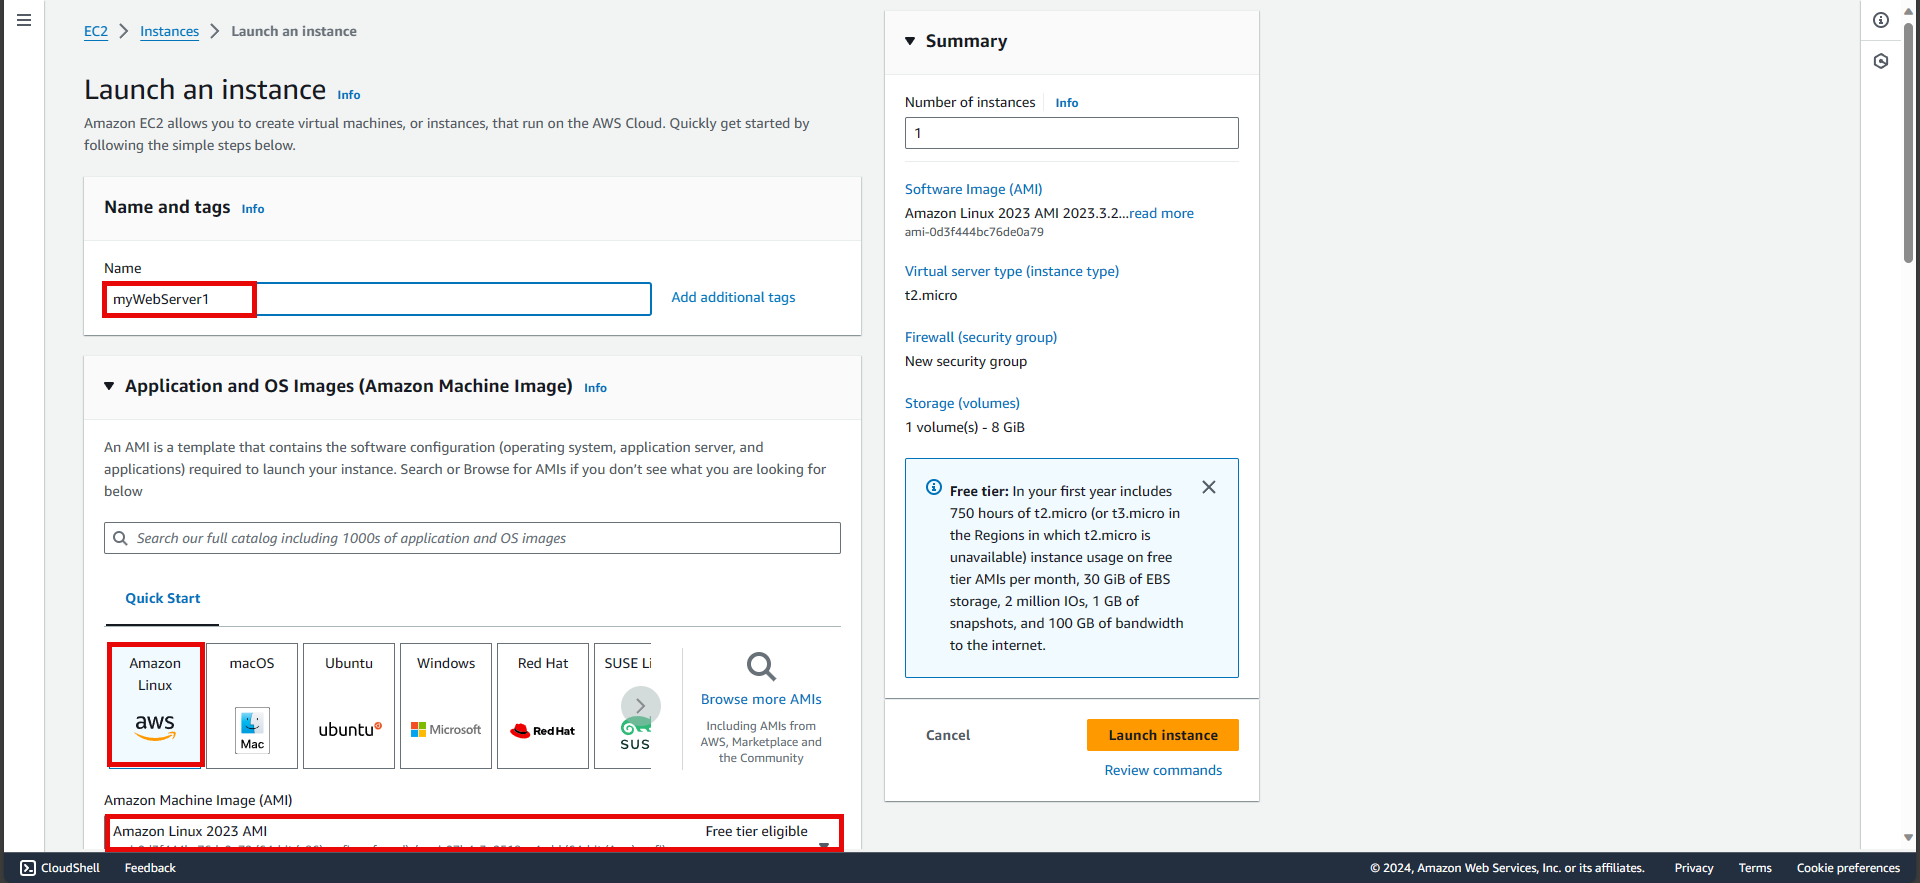 EC2 > Instances > Launch an instance
Launch an instance Info
Amazon EC2 allows you to create virtual machines, or instances, that run on the AWS Cloud. Quickly get started by
following the simple steps below.
Name and tags Info
Name
myWebServer1
Add additional tags
Application and OS Images (Amazon Machine Image) Info
An AMI is a template that contains the software configuration (operating system, application server, and
applications) required to launch your instance. Search or Browse for AMIs if you don’t see what you are looking for
below
Search our full catalog including 1000s of application and OS images
Quick Start
Amazon
Linux
aws
macOS
Mac
Ubuntu
ubuntu
Windows
Microsoft
Red Hat
Red Hat
SUSE Li
SUS
Browse more AMIs
Including AMIs from
AWS, Marketplace and
the Community
Amazon Machine Image (AMI)
Amazon Linux 2023 AMI
Free tier eligible
Summary
Number of instances Info
1
Software Image (AMI)
Amazon Linux 2023 AMI 2023.3.2...read more
ami-0d3f444bc76de0a79
Virtual server type (instance type)
t2.micro
Firewall (security group)
New security group
Storage (volumes)
1 volume(s) - 8 GiB
Free tier: In your first year includes
750 hours of t2.micro (or t3.micro in
the Regions in which t2.micro is
unavailable) instance usage on free
tier AMIs per month, 30 GiB of EBS
storage, 2 million IOs, 1 GB of
snapshots, and 100 GB of bandwidth
to the internet.
Cancel
Launch instance
Review commands
CloudShell Feedback
© 2024, Amazon Web Services, Inc. or its affiliates. Privacy Terms Cookie preferences